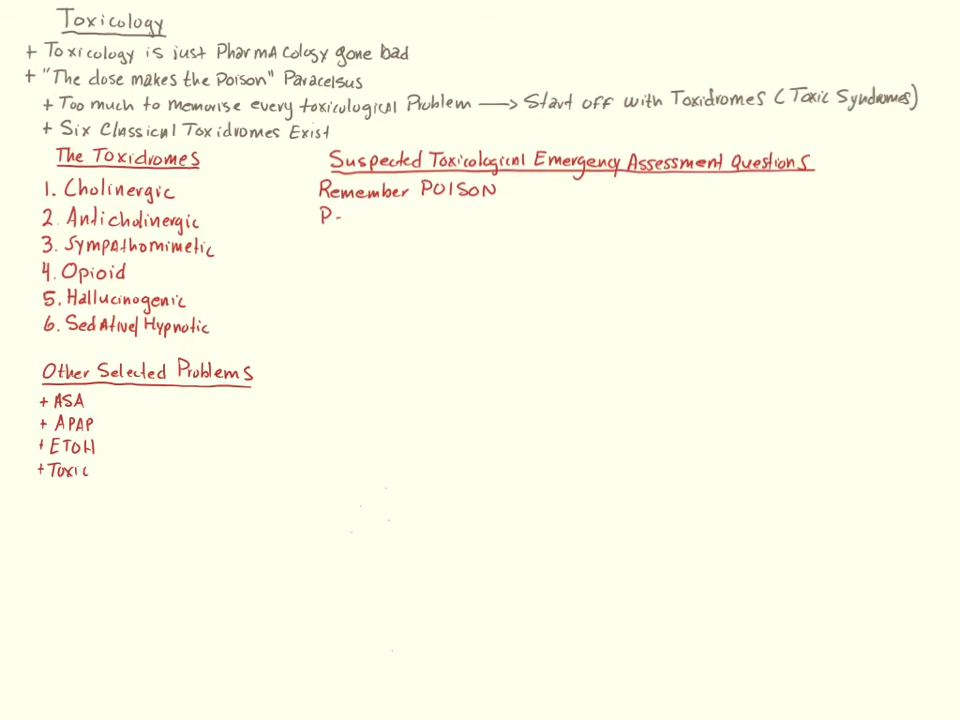 Toxicology
+ Toxicology is just Pharmacology gone bad
+ "The dose makes the Poison" Paracelsus
+ Too much to memorise every toxicological Problem → Start off with Toxidromes (Toxic Syndromes)
+ Six Classical Toxidromes Exist
The Toxidromes
1. Cholinergic
2. Anticholinergic
3. Sympathomimetic
4. Opioid
5. Hallucinogenic
6. Sedative/Hypnotic
Other Selected Problems
+ ASA
+ APAP
+ ETOH
+ Toxic
Suspected Toxicological Emergency Assessment Questions
Remember POISON
P -